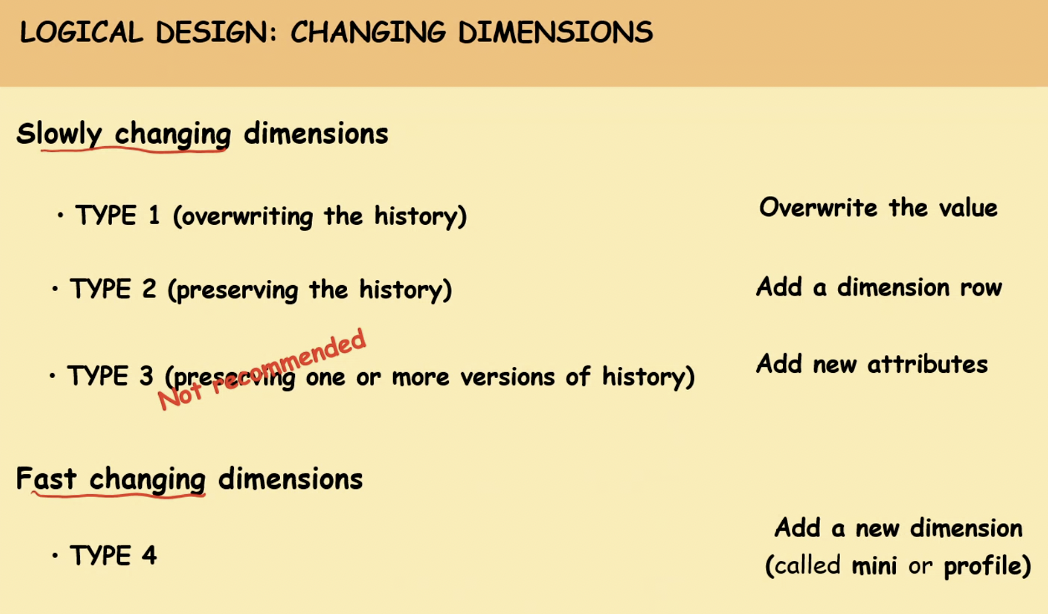 LOGICAL DESIGN: CHANGING DIMENSIONS
Slowly changing dimensions
• TYPE 1 (overwriting the history)
Overwrite the value
• TYPE 2 (preserving the history)
Add a dimension row
• TYPE 3 (preserving one or more versions of history)
Not recommended
Add new attributes
Fast changing dimensions
• TYPE 4
Add a new dimension
(called mini or profile)